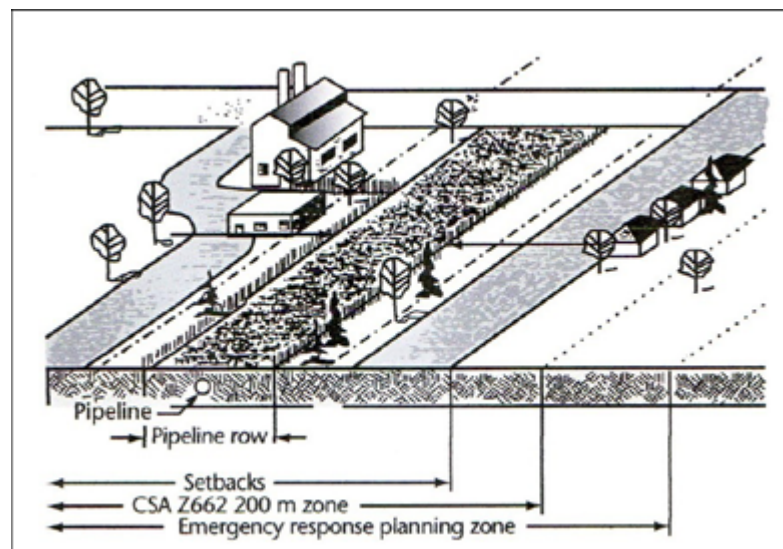 Pipeline
Pipeline row
Setbacks
CSA Z662 200 m zone
Emergency response planning zone